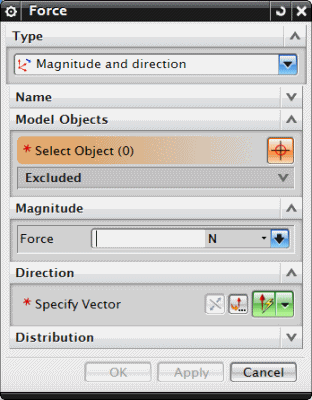 Force
Type
Magnitude and direction
Name
Model Objects
* Select Object (0)
Excluded
Magnitude
Force N
Direction
* Specify Vector
Distribution
OK Apply Cancel